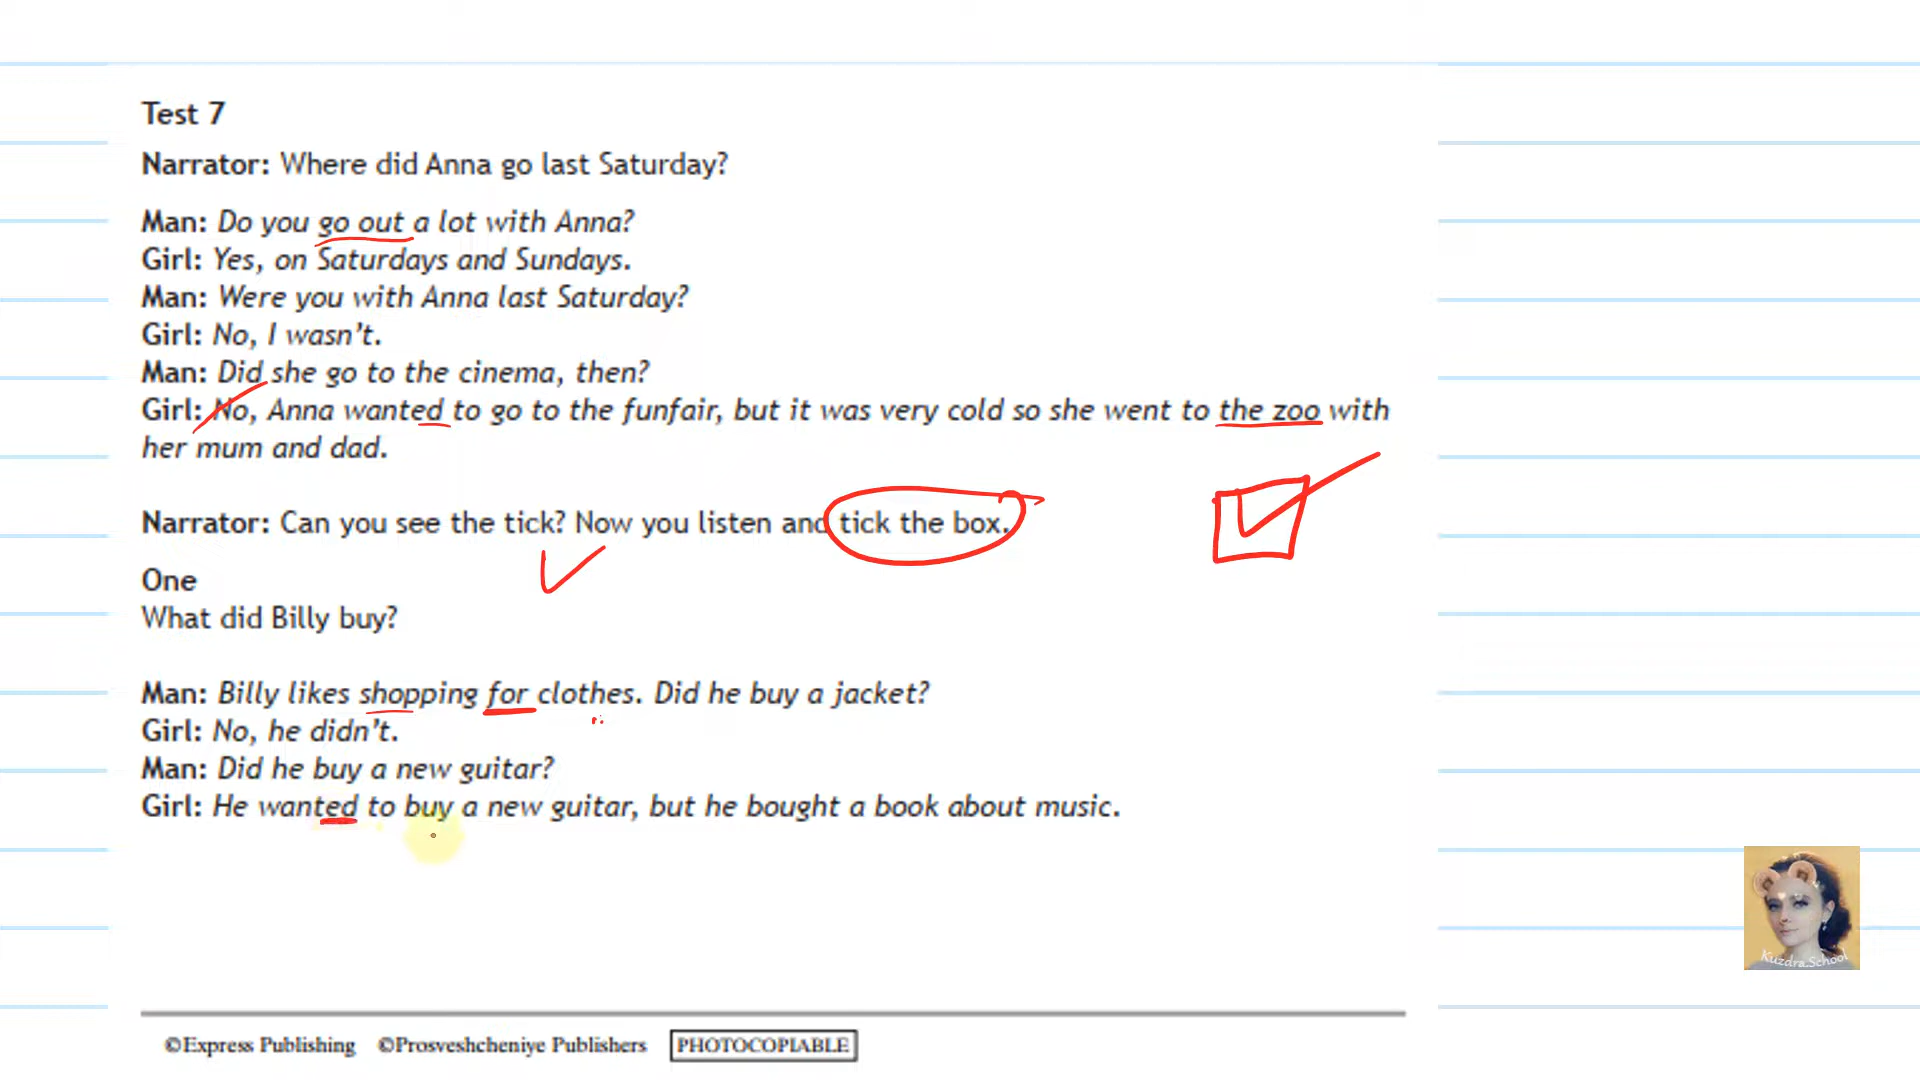 Test 7
Narrator: Where did Anna go last Saturday?
Man: Do you go out a lot with Anna?
Girl: Yes, on Saturdays and Sundays.
Man: Were you with Anna last Saturday?
Girl: No, I wasn't.
Man: Did she go to the cinema, then?
Girl: No, Anna wanted to go to the funfair, but it was very cold so she went to the zoo with
her mum and dad.
Narrator: Can you see the tick? Now you listen and tick the box.
One
What did Billy buy?
Man: Billy likes shopping for clothes. Did he buy a jacket?
Girl: No, he didn't.
Man: Did he buy a new guitar?
Girl: He wanted to buy a new guitar, but he bought a book about music.
Kuzdra.School
©Express Publishing ©Prosveshcheniye Publishers PHOTOCOPIABLE